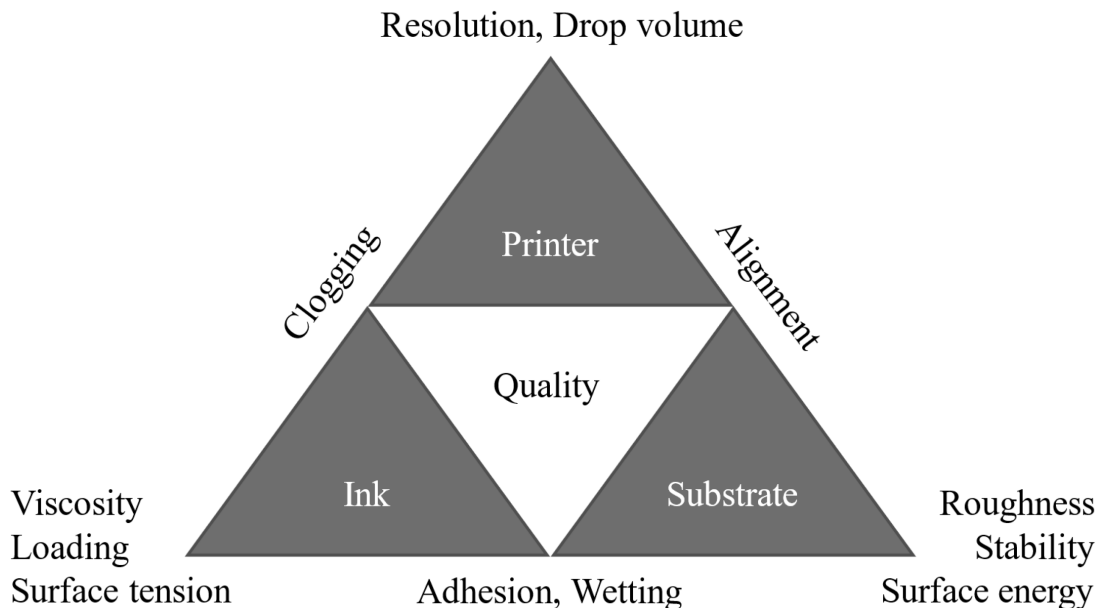 Resolution, Drop volume
Printer
Clogging
Alignment
Quality
Ink
Substrate
Viscosity
Loading
Surface tension
Adhesion, Wetting
Roughness
Stability
Surface energy